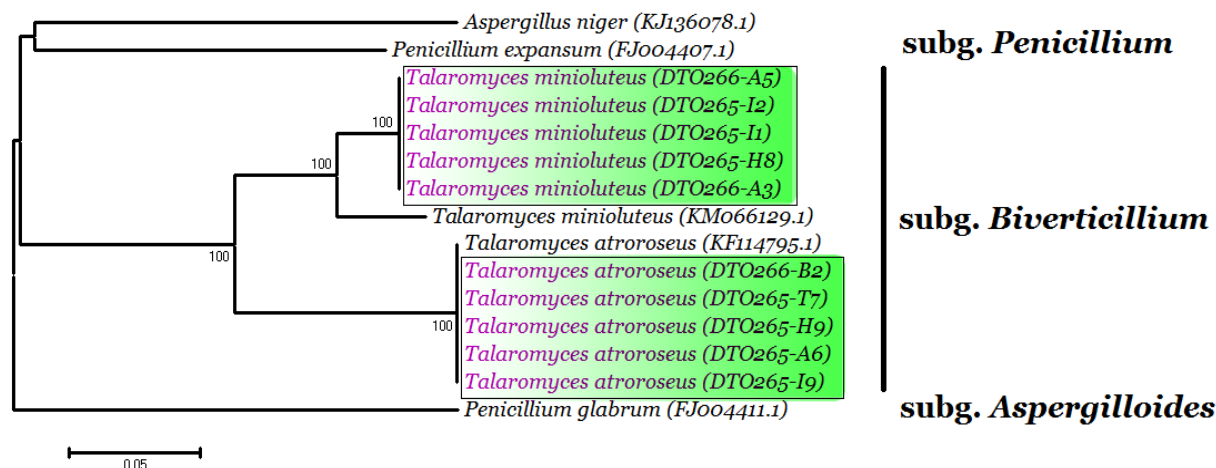 Aspergillus niger (KJ136078.1)
Penicillium expansum (FJ004407.1)
subg. Penicillium
Talaromyces minioluteus (DTO266-A5)
Talaromyces minioluteus (DTO265-I2)
100
Talaromyces minioluteus (DTO265-I1)
100
Talaromyces minioluteus (DTO265-H8)
Talaromyces minioluteus (DTO266-A3)
Talaromyces minioluteus (KM066129.1)
subg. Biverticillium
Talaromyces atroroseus (KF114795.1)
100
Talaromyces atroroseus (DTO266-B2)
Talaromyces atroroseus (DTO265-T7)
100
Talaromyces atroroseus (DTO265-H9)
Talaromyces atroroseus (DTO265-A6)
Talaromyces atroroseus (DTO265-I9)
Penicillium glabrum (FJ004411.1)
subg. Aspergilloides
0.05